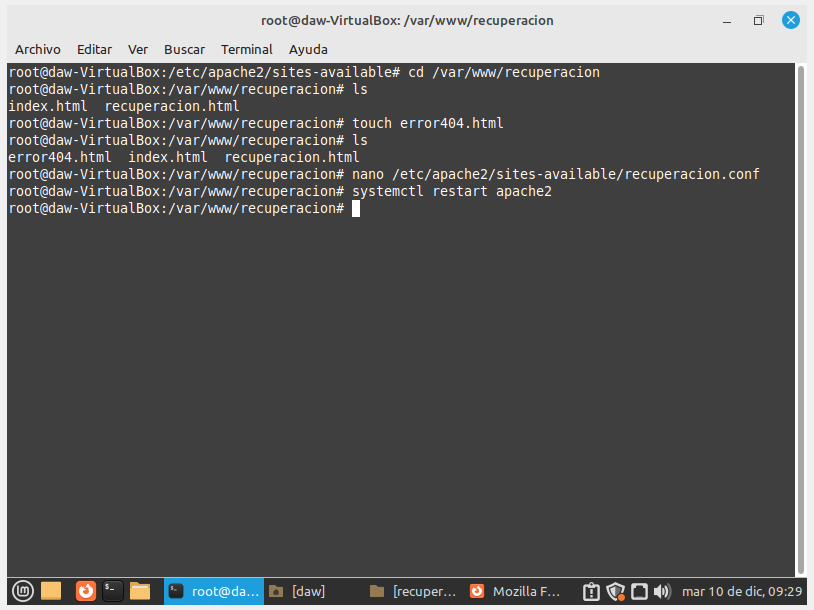 root@daw-VirtualBox: /var/www/recuperacion
Archivo Editar Ver Buscar Terminal Ayuda
root@daw-VirtualBox:/etc/apache2/sites-available# cd /var/www/recuperacion
root@daw-VirtualBox:/var/www/recuperacion# ls
index.html  recuperacion.html
root@daw-VirtualBox:/var/www/recuperacion# touch error404.html
root@daw-VirtualBox:/var/www/recuperacion# ls
error404.html  index.html  recuperacion.html
root@daw-VirtualBox:/var/www/recuperacion# nano /etc/apache2/sites-available/recuperacion.conf
root@daw-VirtualBox:/var/www/recuperacion# systemctl restart apache2
root@daw-VirtualBox:/var/www/recuperacion#
root@da... [daw] [recuper... Mozilla F... mar 10 de dic, 09:29